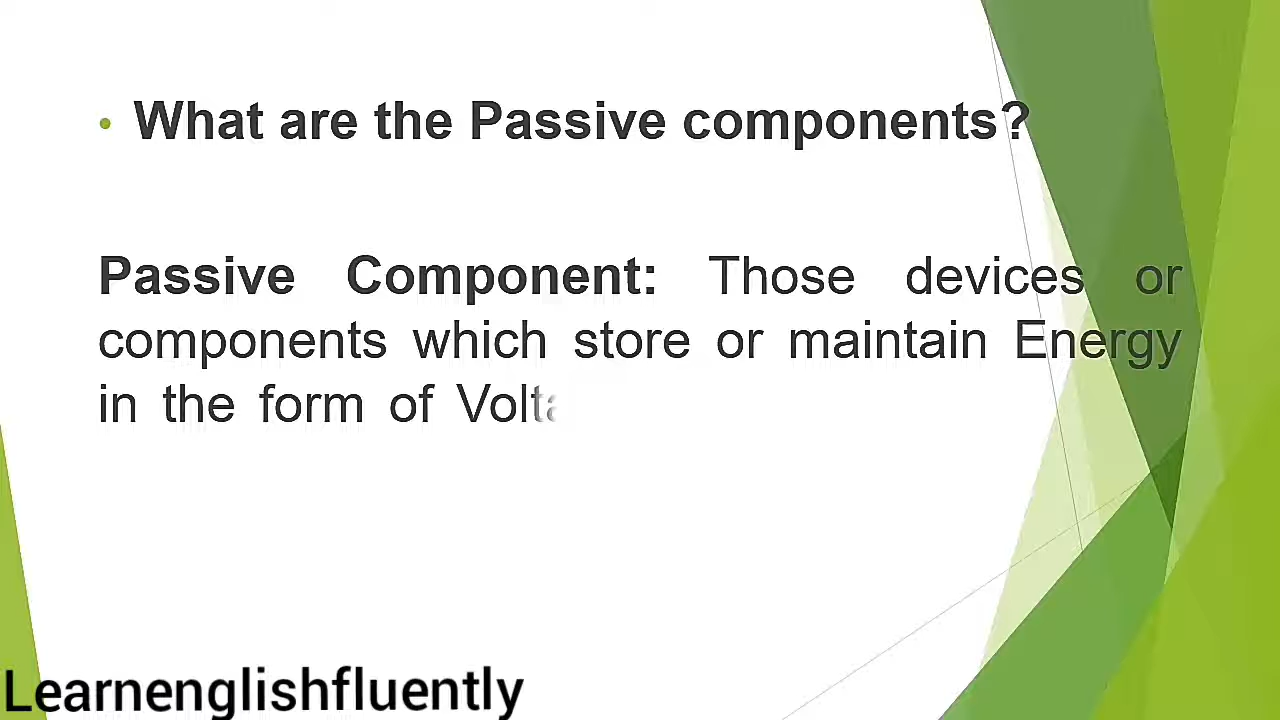 • What are the Passive components?
Passive Component: Those devices or
components which store or maintain Energy
in the form of
Learnenglishfluently